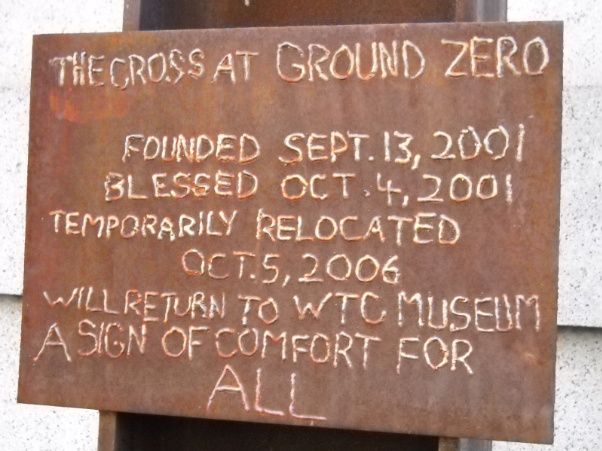 THE CROSS AT GROUND ZERO
FOUNDED SEPT. 13, 2001
BLESSED OCT. 4, 2001
TEMPORARILY RELOCATED
OCT. 5, 2006
WILL RETURN TO WTC MUSEUM
A SIGN OF COMFORT FOR
ALL